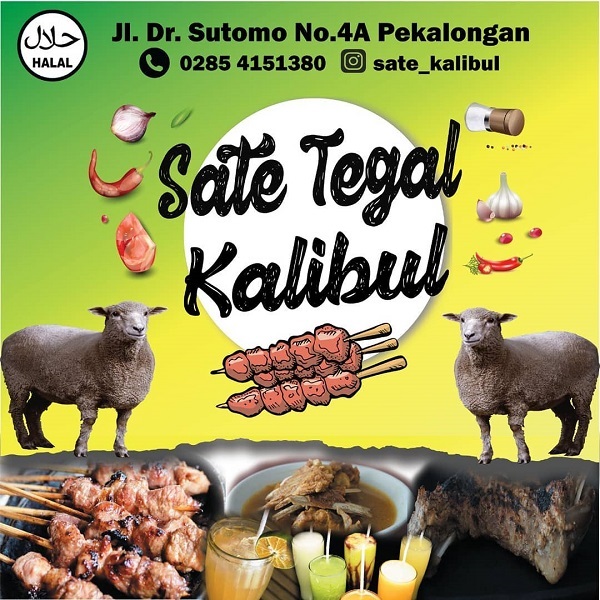 حلال
HALAL
Jl. Dr. Sutomo No.4A Pekalongan
0285 4151380 sate_kalibul
Sate Tegal
Kalibul